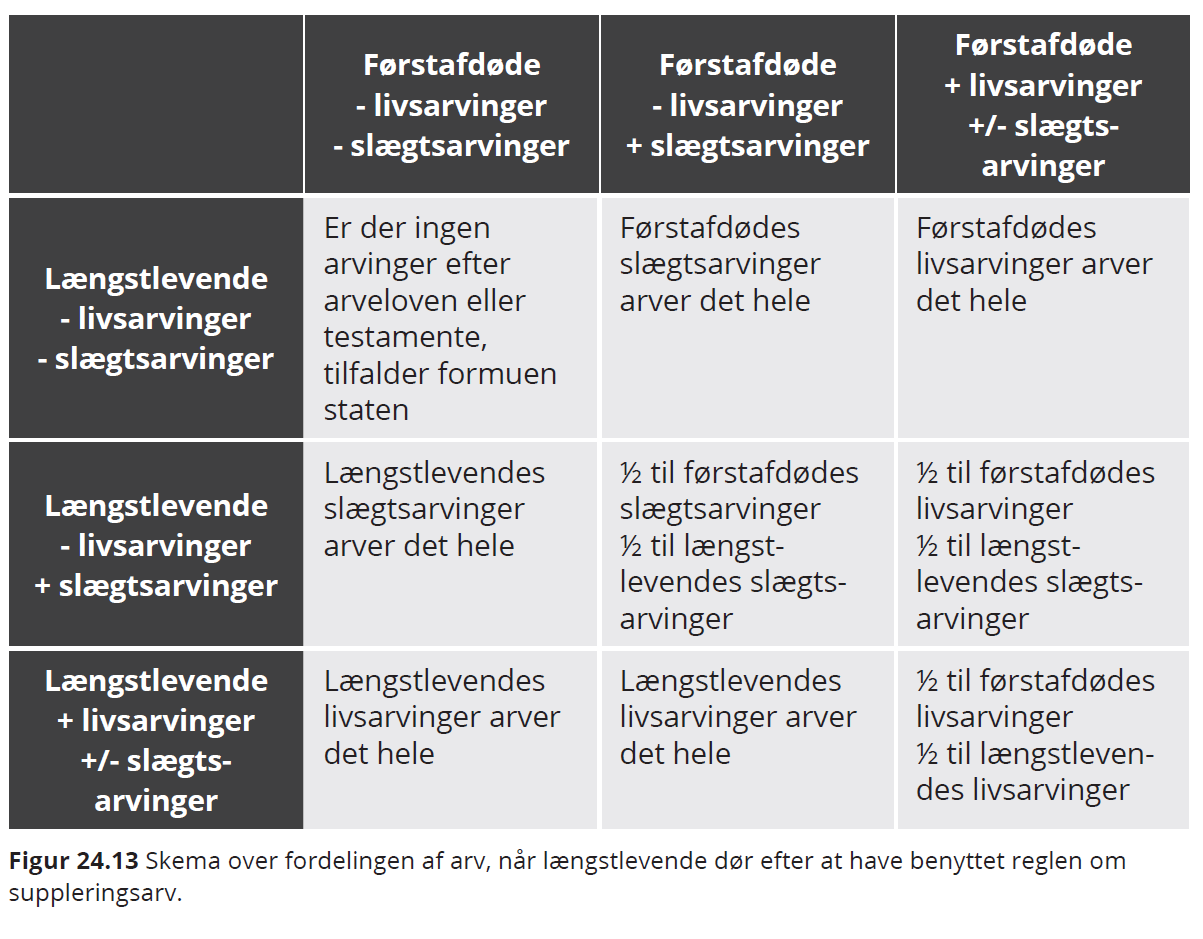 Førstafdøde
- livsarvinger
- slægtsarvinger
Førstafdøde
- livsarvinger
+ slægtsarvinger
Førstafdøde
+ livsarvinger
+/- slægts-
arvinger
Længstlevende
- livsarvinger
- slægtsarvinger
Er der ingen
arvinger efter
arveloven eller
testamente,
tilfalder formuen
staten
Førstafdødes
slægtsarvinger
arver det hele
Førstafdødes
livsarvinger arver
det hele
Længstlevende
- livsarvinger
+ slægtsarvinger
Længstlevendes
slægtsarvinger
arver det hele
½ til førstafdødes
slægtsarvinger
½ til længst-
levendes slægts-
arvinger
½ til førstafdødes
livsarvinger
½ til længst-
levendes slægts-
arvinger
Længstlevende
+ livsarvinger
+/- slægts-
arvinger
Længstlevendes
livsarvinger arver
det hele
Længstlevendes
livsarvinger arver
det hele
½ til førstafdødes
livsarvinger
½ til længstleven-
des livsarvinger
Figur 24.13 Skema over fordelingen af arv, når længstlevende dør efter at have benyttet reglen om
suppleringsarv.